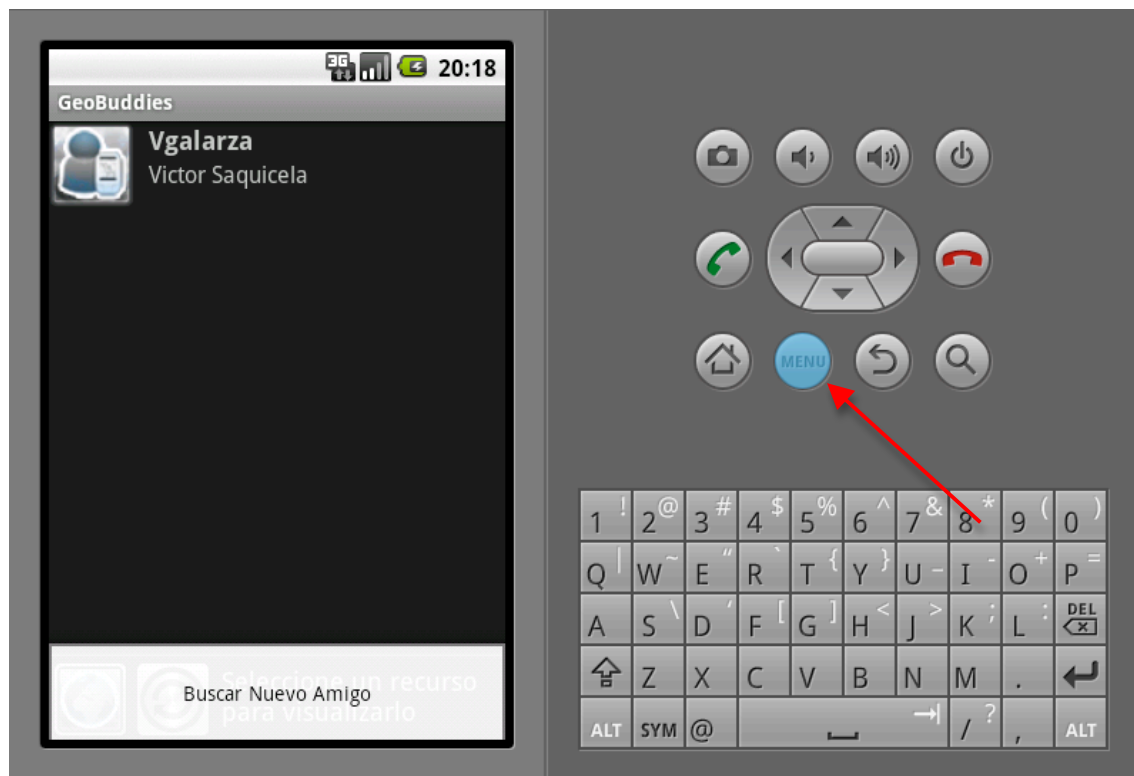 3G
20:18
GeoBuddies
Vgalarza
Victor Saquicela
Seleccione un recurso
para visualizarlo
Buscar Nuevo Amigo
MENU
1 ! 2 @ 3 # 4 $ 5 % 6 ^ 7 & 8 * 9 ( 0 )
Q | W ~ E " R ` T { Y } U _ I - O + P =
A S \ D ' F [ G ] H < J > K ; L : DEL
Z X C V B N M .
ALT SYM @ / ? , ALT